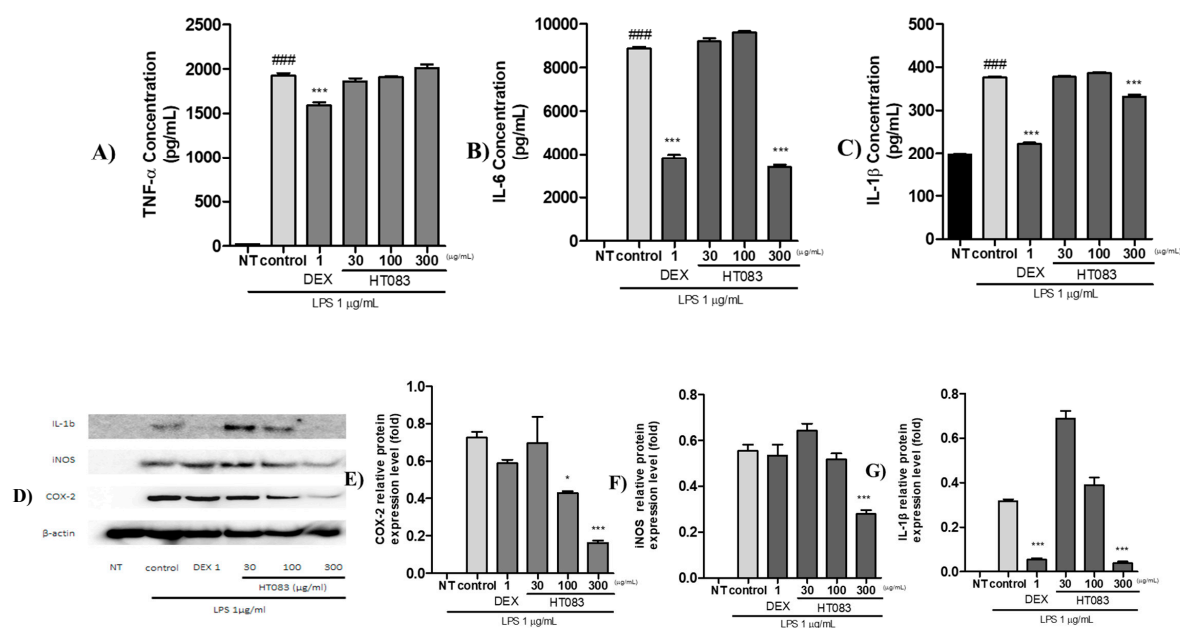 A)
TNF-α Concentration
(pg/mL)
2500
2000
1500
1000
500
0
###
***
NT control 1 30 100 300 (μg/mL)
DEX HT083
LPS 1 μg/mL
B)
IL-6 Concentration
(pg/mL)
10000
8000
6000
4000
2000
0
###
***
***
NT control 1 30 100 300 (μg/mL)
DEX HT083
LPS 1 μg/mL
C)
IL-1β Concentration
(pg/mL)
500
400
300
200
100
0
###
***
***
NT control 1 30 100 300 (μg/mL)
DEX HT083
LPS 1 μg/mL
D)
IL-1b
iNOS
COX-2
β-actin
NT control DEX 1 30 100 300
HT083 (μg/ml)
LPS 1μg/ml
E)
COX-2 relative protein
expression level (fold)
1.0
0.8
0.6
0.4
0.2
0.0
*
***
NT control 1 30 100 300 (μg/mL)
DEX HT083
LPS 1 μg/mL
F)
iNOS relative protein
expression level (fold)
0.8
0.6
0.4
0.2
0.0
***
NT control 1 30 100 300 (μg/mL)
DEX HT083
LPS 1 μg/mL
G)
IL-1β relative protein
expression level (fold)
0.8
0.6
0.4
0.2
0.0
***
***
NT control 1 30 100 300 (μg/mL)
DEX HT083
LPS 1 μg/mL